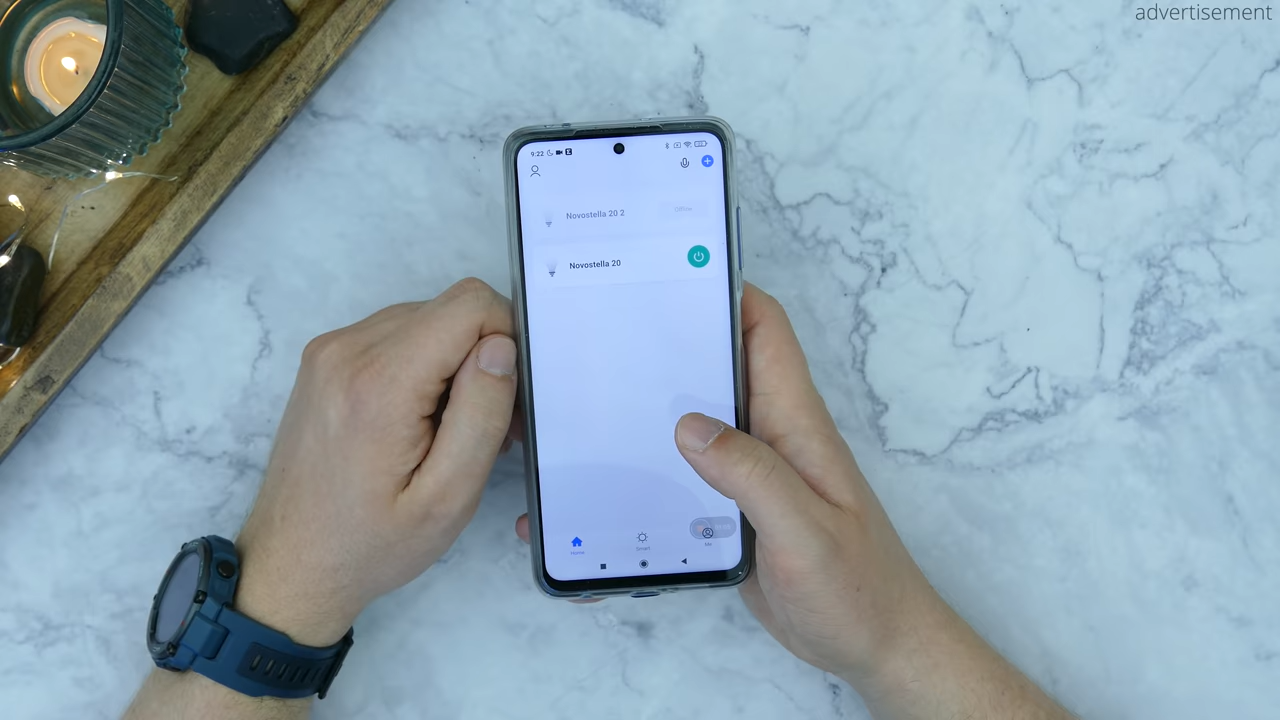 advertisement
9:22
Novostella 20 2
Offline
Novostella 20
Home
Smart
Me